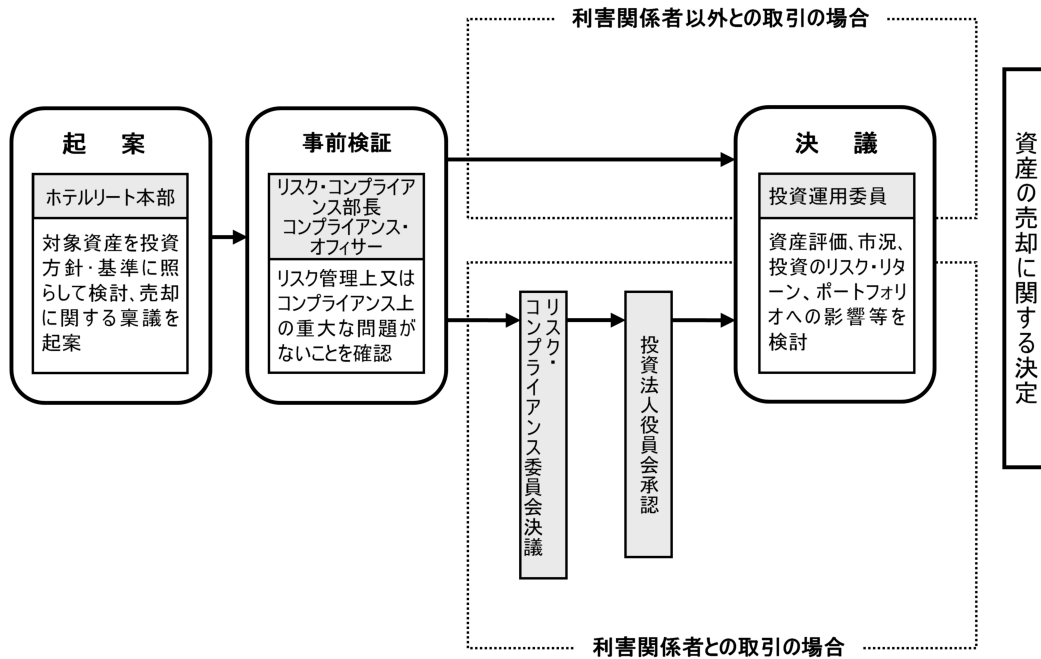 利害関係者以外との取引の場合
起　案
ホテルリート本部
対象資産を投資
方針・基準に照
らして検討、売却
に関する稟議を
起案
事前検証
リスク・コンプライア
ンス部長
コンプライアンス・
オフィサー
リスク管理上又は
コンプライアンス上
の重大な問題が
ないことを確認
リスク・
コンプライアンス委員会決議
投資法人役員会承認
決　議
投資運用委員
資産評価、市況、
投資のリスク・リタ
ーン、ポートフォリ
オへの影響等を
検討
資産の売却に関する決定
利害関係者との取引の場合